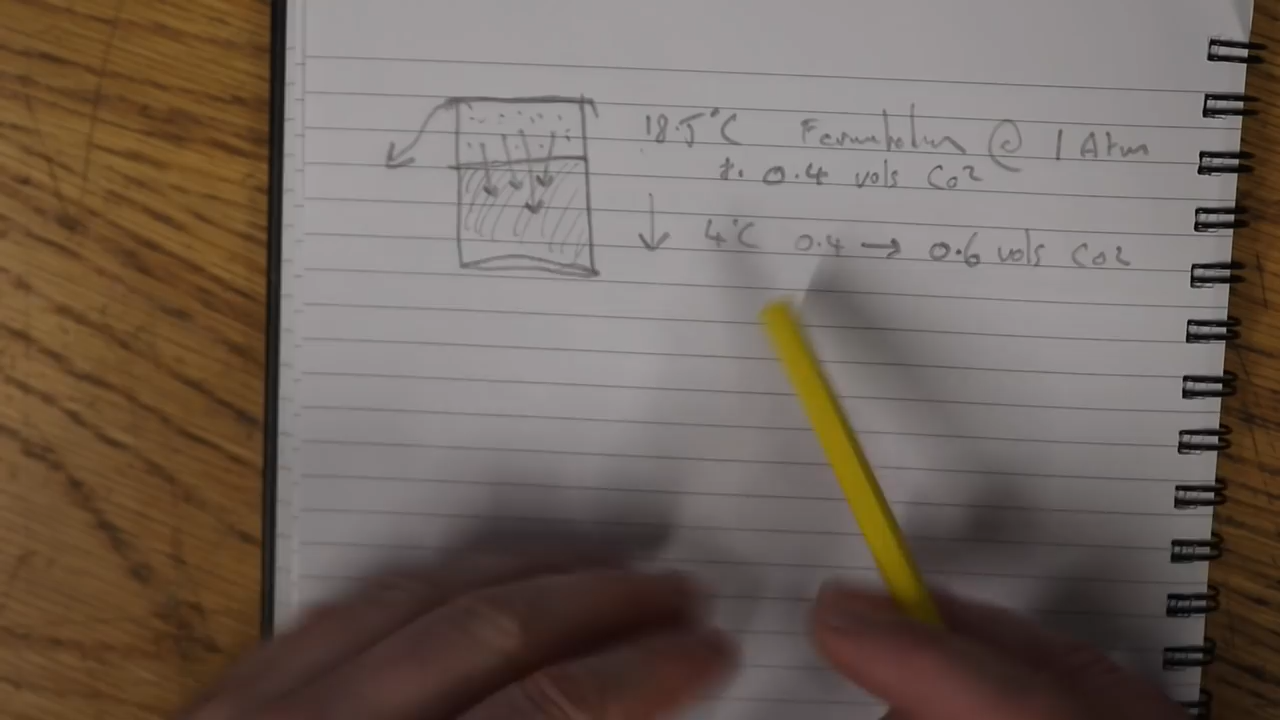 18.5°C Fermentation @ 1 Atm
0.4 vols CO2
↓ 4°C 0.4 → 0.6 vols CO2